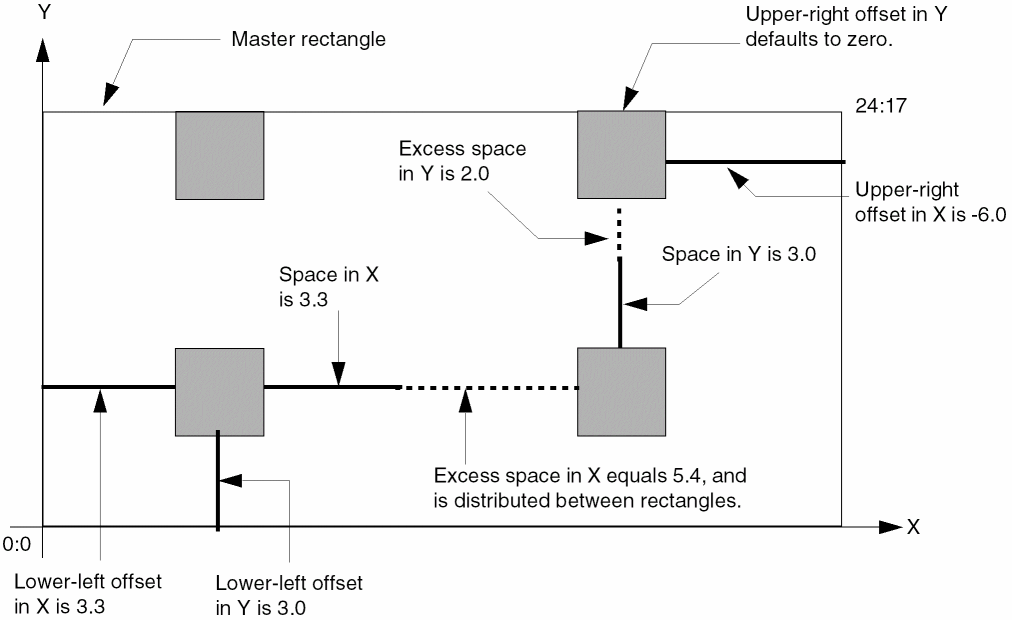 Y
Upper-right offset in Y
defaults to zero.
Master rectangle
24:17
Excess space
in Y is 2.0
Upper-right
offset in X is -6.0
Space in Y is 3.0
Space in X
is 3.3
Excess space in X equals 5.4, and
is distributed between rectangles.
X
0:0
Lower-left offset
in X is 3.3
Lower-left offset
in Y is 3.0